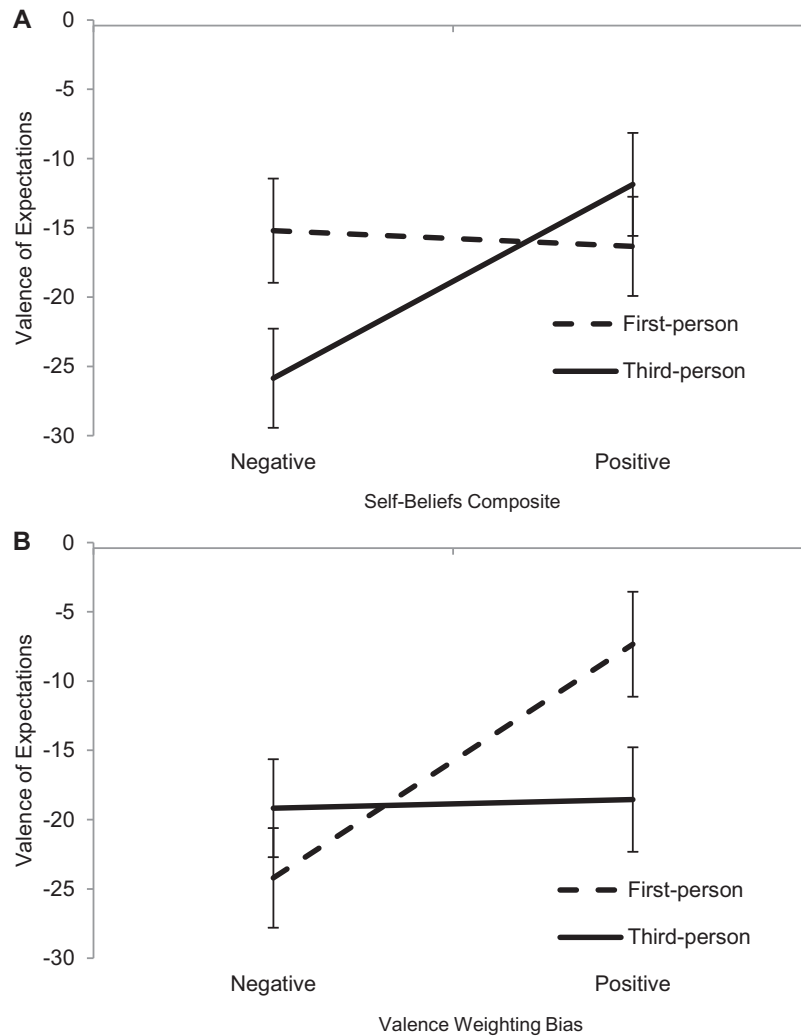 A
0
-5
-10
-15
-20
-25
-30
Valence of Expectations
First-person
Third-person
Negative Positive
Self-Beliefs Composite
B
0
-5
-10
-15
-20
-25
-30
Valence of Expectations
First-person
Third-person
Negative Positive
Valence Weighting Bias